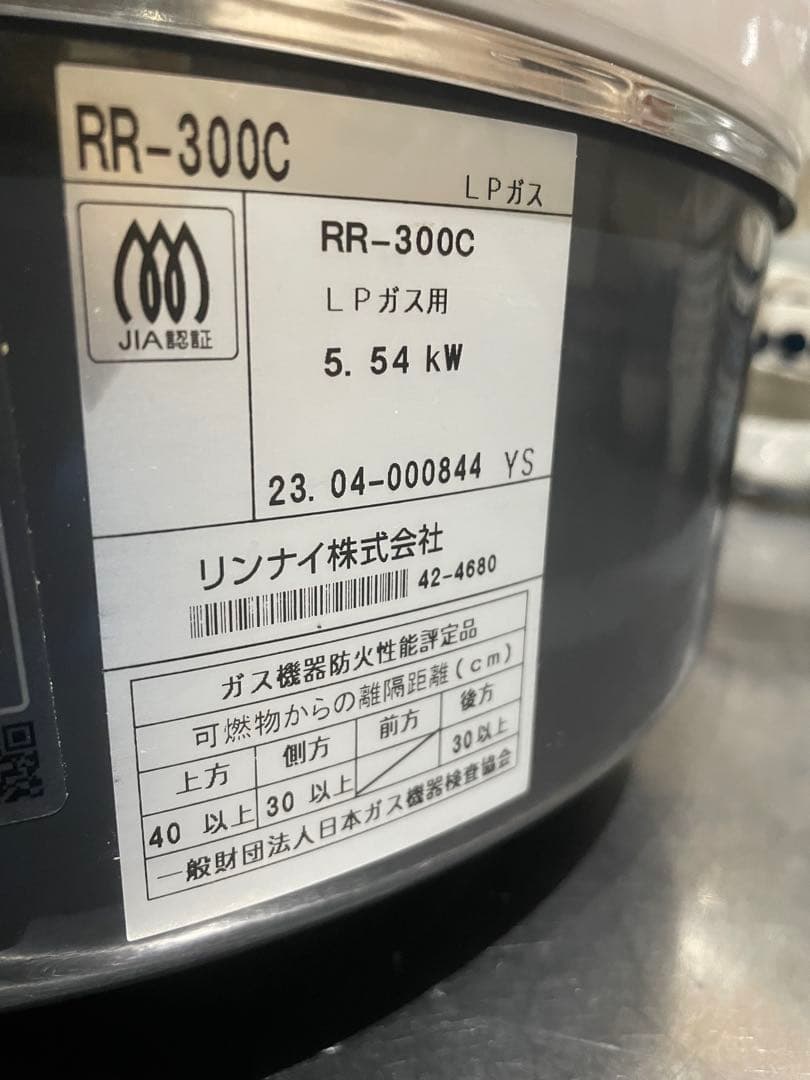 RR-300C
LPガス
JIA認証
RR-300C
LPガス用
5. 54 kW
23. 04-000844 YS
リンナイ株式会社
42-4680
ガス機器防火性能評定品
可燃物からの離隔距離(cm)
上方 側方 前方 後方
40 以上 30 以上 30以上
一般財団法人日本ガス機器検査協会